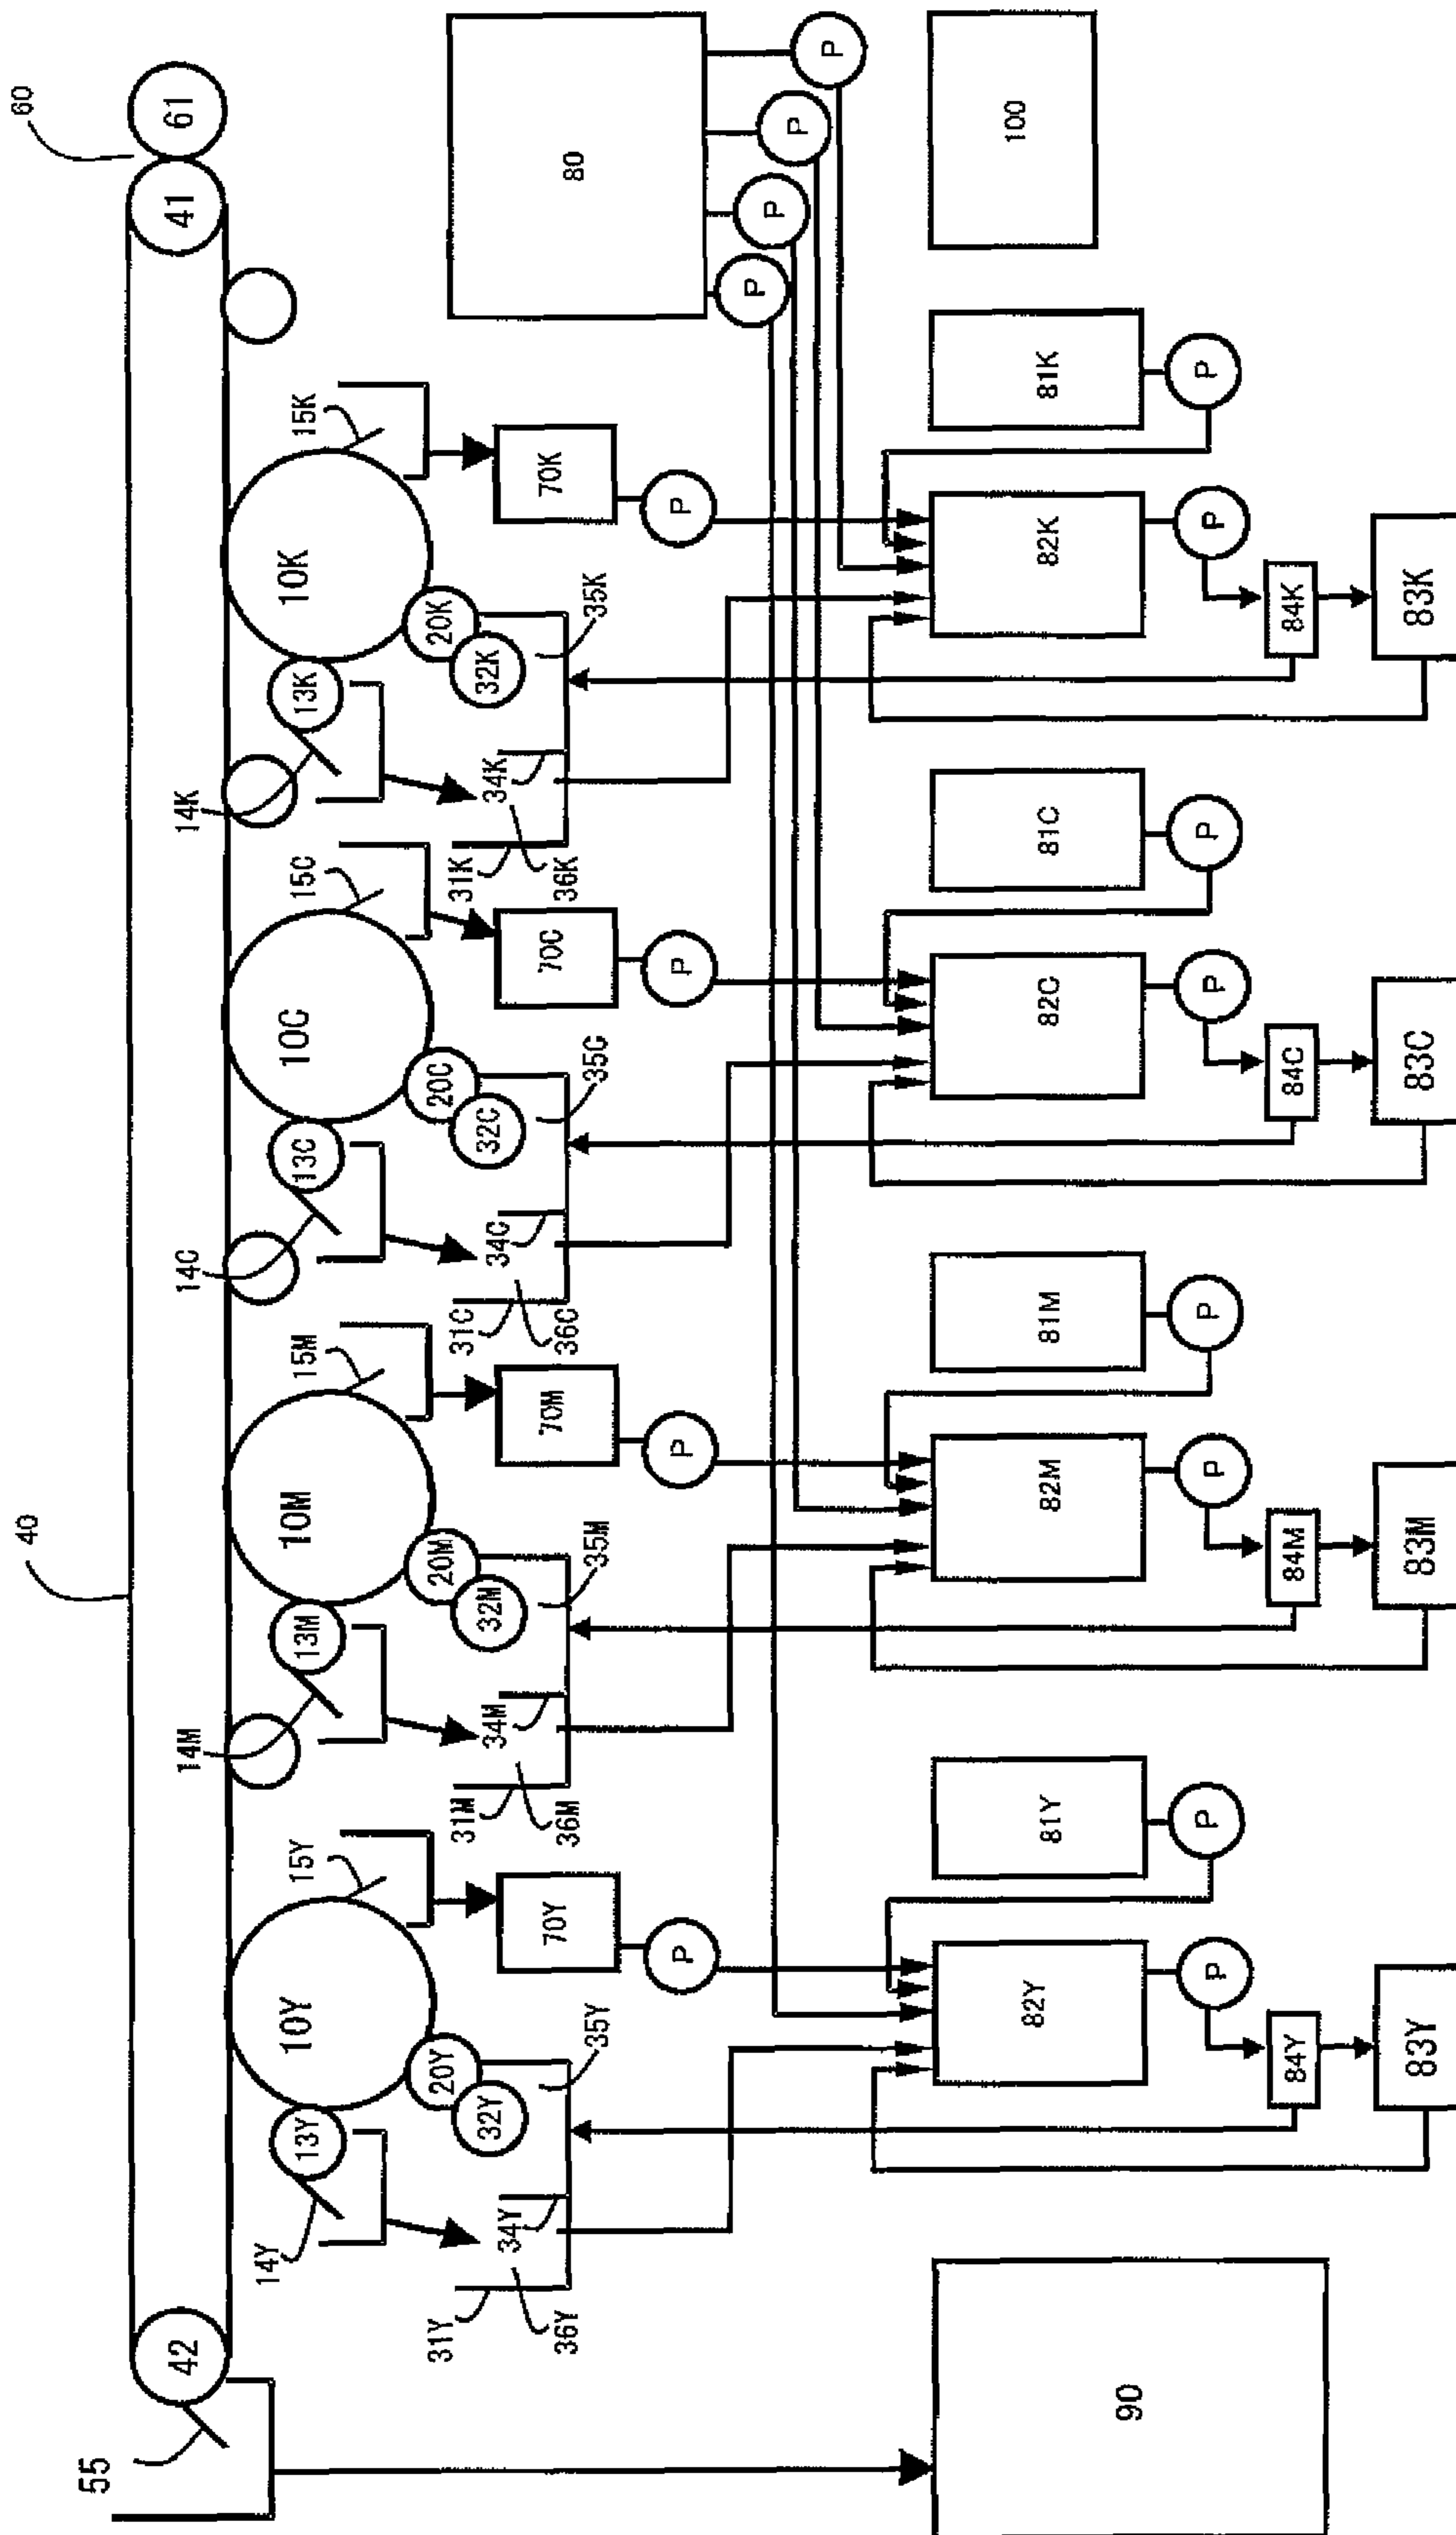 60
61
41
40
42
55
80
P
P
P
P
100
90
10K
13K
14K
15K
20K
32K
31K
34K
35K
36K
70K
P
81K
P
82K
P
84K
83K
10C
13C
14C
15C
20C
32C
31C
34C
35C
36C
70C
P
81C
P
82C
P
84C
83C
10M
13M
14M
15M
20M
32M
31M
34M
35M
36M
70M
P
81M
P
82M
P
84M
83M
10Y
13Y
14Y
15Y
20Y
32Y
31Y
34Y
35Y
36Y
70Y
P
81Y
P
82Y
P
84Y
83Y